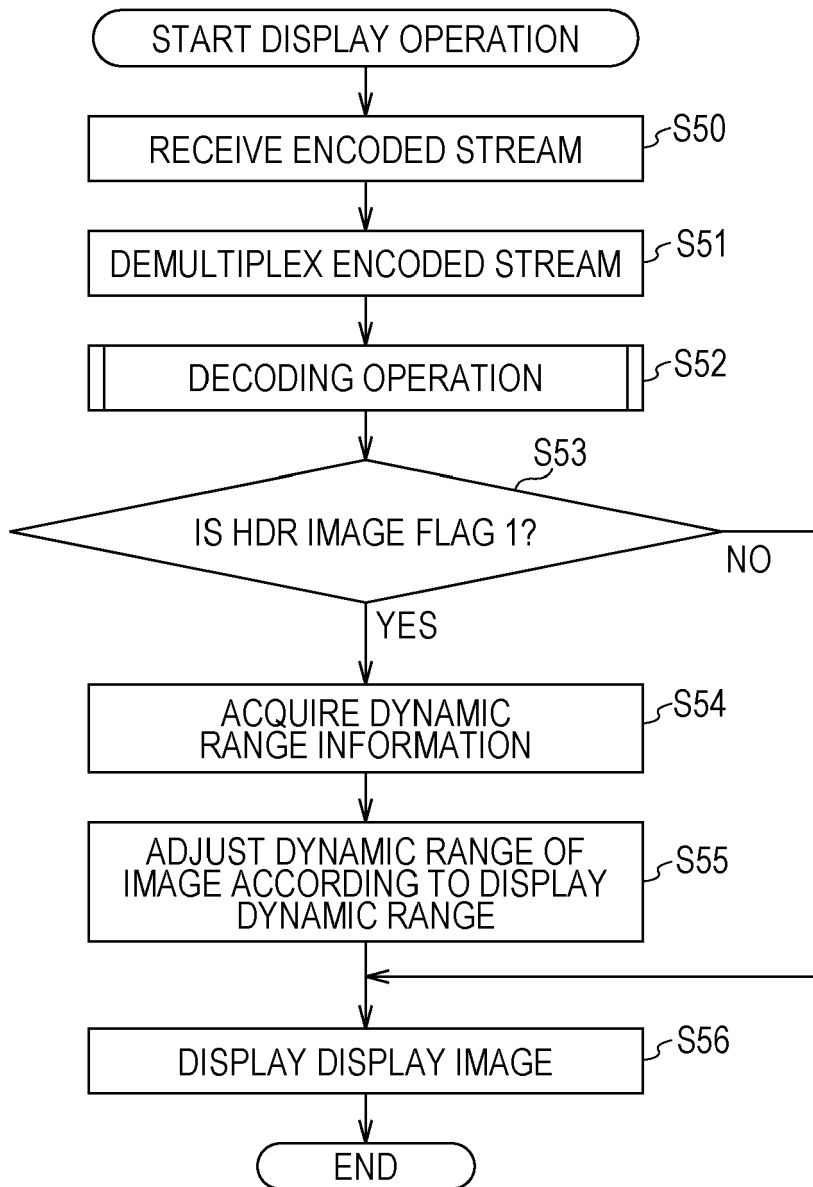 START DISPLAY OPERATION
RECEIVE ENCODED STREAM
S50
DEMULTIPLEX ENCODED STREAM
S51
DECODING OPERATION
S52
S53
IS HDR IMAGE FLAG 1?
NO
YES
ACQUIRE DYNAMIC
RANGE INFORMATION
S54
ADJUST DYNAMIC RANGE OF
IMAGE ACCORDING TO DISPLAY
DYNAMIC RANGE
S55
DISPLAY DISPLAY IMAGE
S56
END